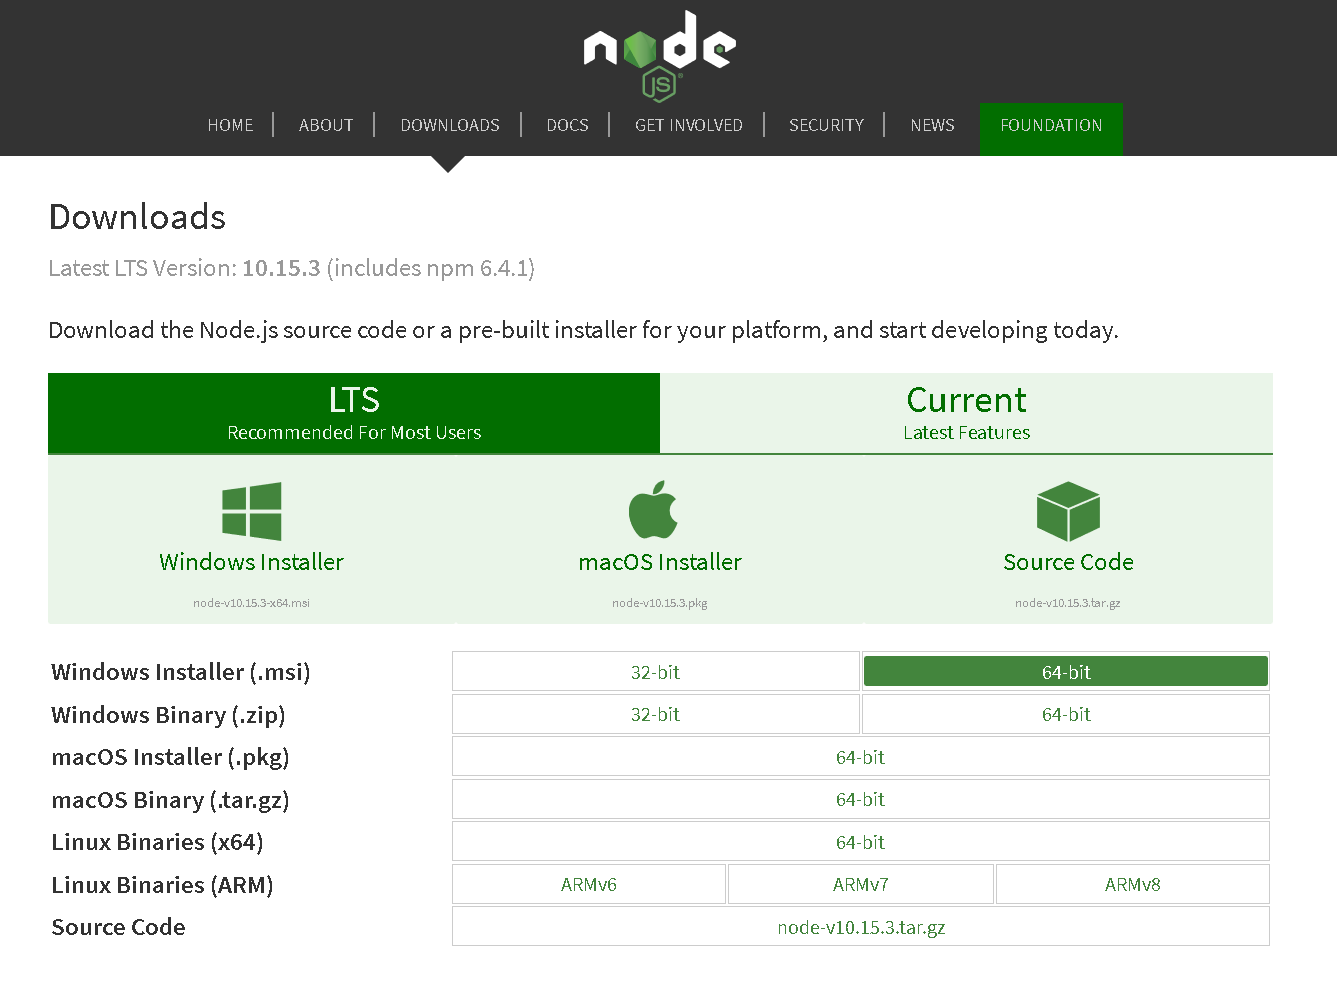 node
JS
HOME | ABOUT | DOWNLOADS | DOCS | GET INVOLVED | SECURITY | NEWS FOUNDATION
Downloads
Latest LTS Version: 10.15.3 (includes npm 6.4.1)
Download the Node.js source code or a pre-built installer for your platform, and start developing today.
LTS Current
Recommended For Most Users Latest Features
Windows Installer macOS Installer Source Code
node-v10.15.3-x64.msi node-v10.15.3.pkg node-v10.15.3.tar.gz
Windows Installer (.msi) 32-bit 64-bit
Windows Binary (.zip) 32-bit 64-bit
macOS Installer (.pkg) 64-bit
macOS Binary (.tar.gz) 64-bit
Linux Binaries (x64) 64-bit
Linux Binaries (ARM) ARMv6 ARMv7 ARMv8
Source Code node-v10.15.3.tar.gz